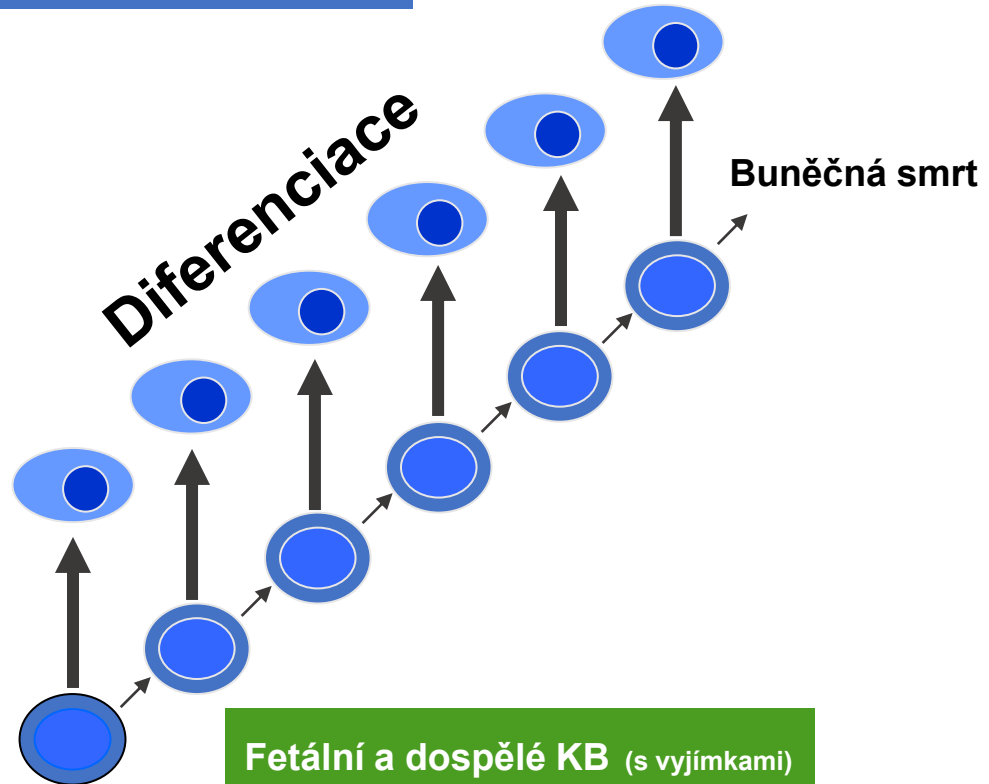 Diferenciace
Buněčná smrt
Fetální a dospělé KB (s vyjímkami)